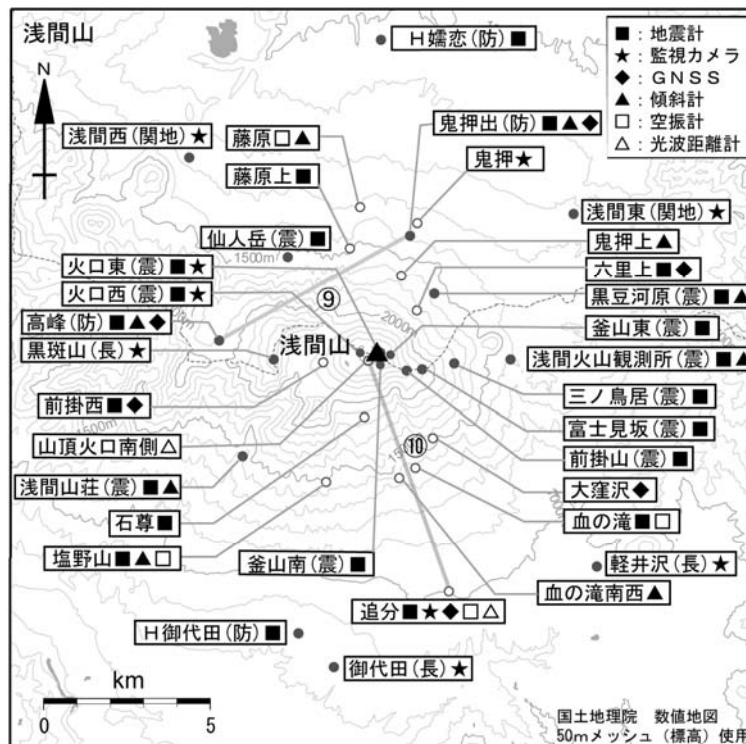 浅間山
■：地震計
★：監視カメラ
◆：GNSS
▲：傾斜計
□：空振計
△：光波距離計
N
H嬬恋(防)■
浅間西(関地)★
藤原□▲
鬼押出(防)■▲◆
藤原上■
鬼押★
浅間東(関地)★
仙人岳(震)■
鬼押上▲
1500m
火口東(震)■★
六里上■◆
火口西(震)■★
⑨
2000m
黒豆河原(震)■▲
高峰(防)■▲◆
釜山東(震)■
黒斑山(長)★
浅間山
浅間火山観測所(震)■▲
三ノ鳥居(震)■
前掛西■◆
富士見坂(震)■
1500m
山頂火口南側△
⑩
前掛山(震)■
浅間山荘(震)■▲
大窪沢◆
石尊■
血の滝■□
塩野山■▲□
釜山南(震)■
軽井沢(長)★
血の滝南西▲
追分■★◆□△
H御代田(防)■
御代田(長)★
km
0 5
国土地理院 数値地図
50mメッシュ（標高）使用